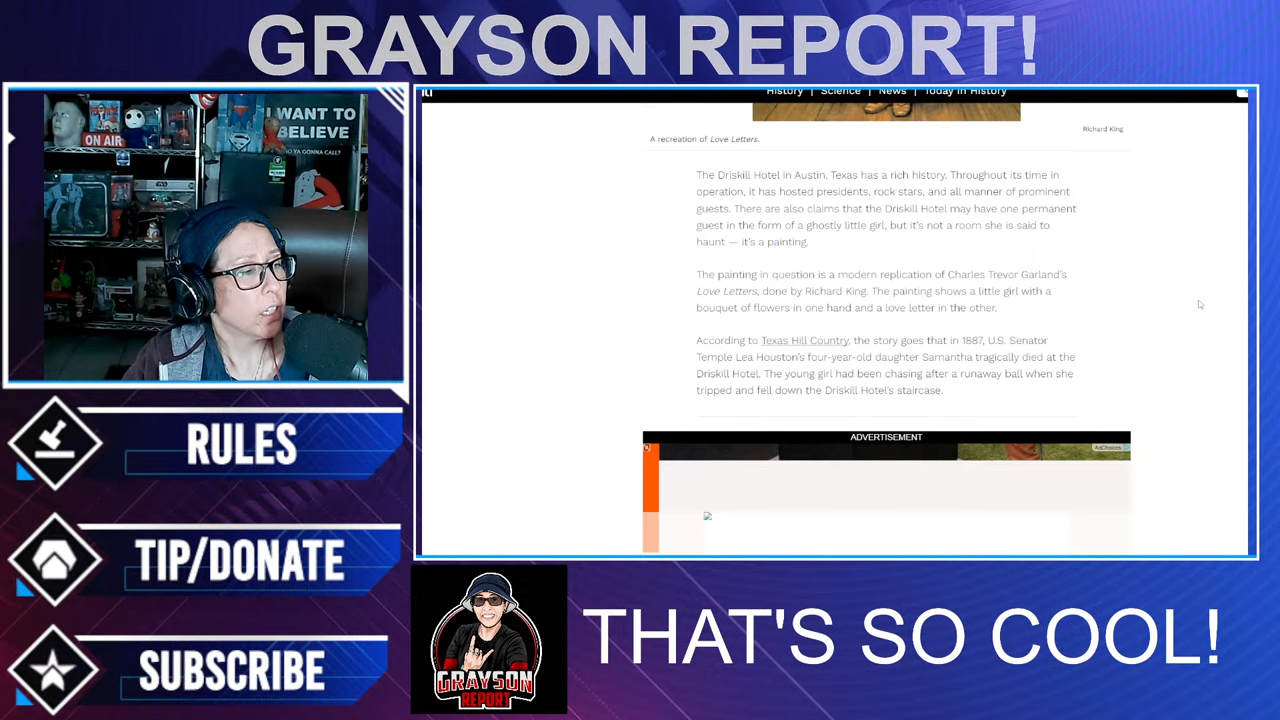 GRAYSON REPORT!
ON AIR
I WANT TO
BELIEVE
History | Science | News | Today in History
Richard King
A recreation of Love Letters.
The Driskill Hotel in Austin, Texas has a rich history. Throughout its time in
operation, it has hosted presidents, rock stars, and all manner of prominent
guests. There are also claims that the Driskill Hotel may have one permanent
guest in the form of a ghostly little girl, but it's not a room she is said to
haunt — it's a painting.
The painting in question is a modern replication of Charles Trevor Garland's
Love Letters, done by Richard King. The painting shows a little girl with a
bouquet of flowers in one hand and a love letter in the other.
According to Texas Hill Country, the story goes that in 1887, U.S. Senator
Temple Lea Houston's four-year-old daughter Samantha tragically died at the
Driskill Hotel. The young girl had been chasing after a runaway ball when she
tripped and fell down the Driskill Hotel's staircase.
ADVERTISEMENT
AdChoices
RULES
TIP/DONATE
SUBSCRIBE
GRAYSON
REPORT
THAT'S SO COOL!